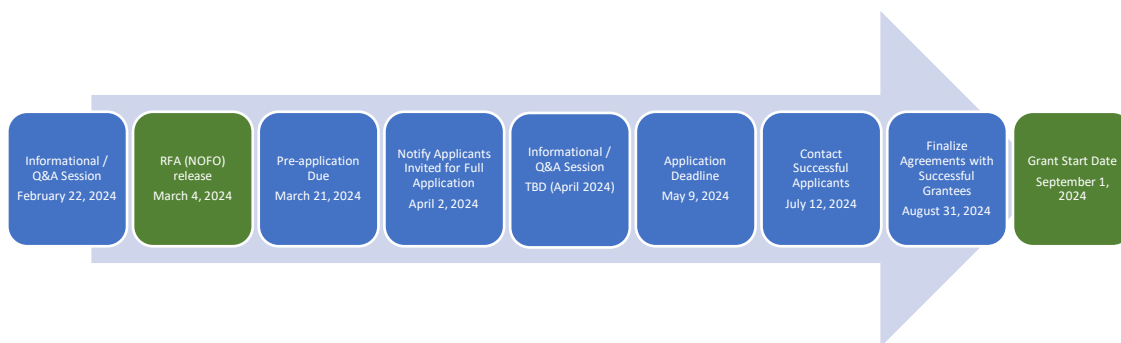 Informational /
Q&A Session
February 22, 2024
RFA (NOFO)
release
March 4, 2024
Pre-application
Due
March 21, 2024
Notify Applicants
Invited for Full
Application
April 2, 2024
Informational /
Q&A Session
TBD (April 2024)
Application
Deadline
May 9, 2024
Contact
Successful
Applicants
July 12, 2024
Finalize
Agreements with
Successful
Grantees
August 31, 2024
Grant Start Date
September 1,
2024